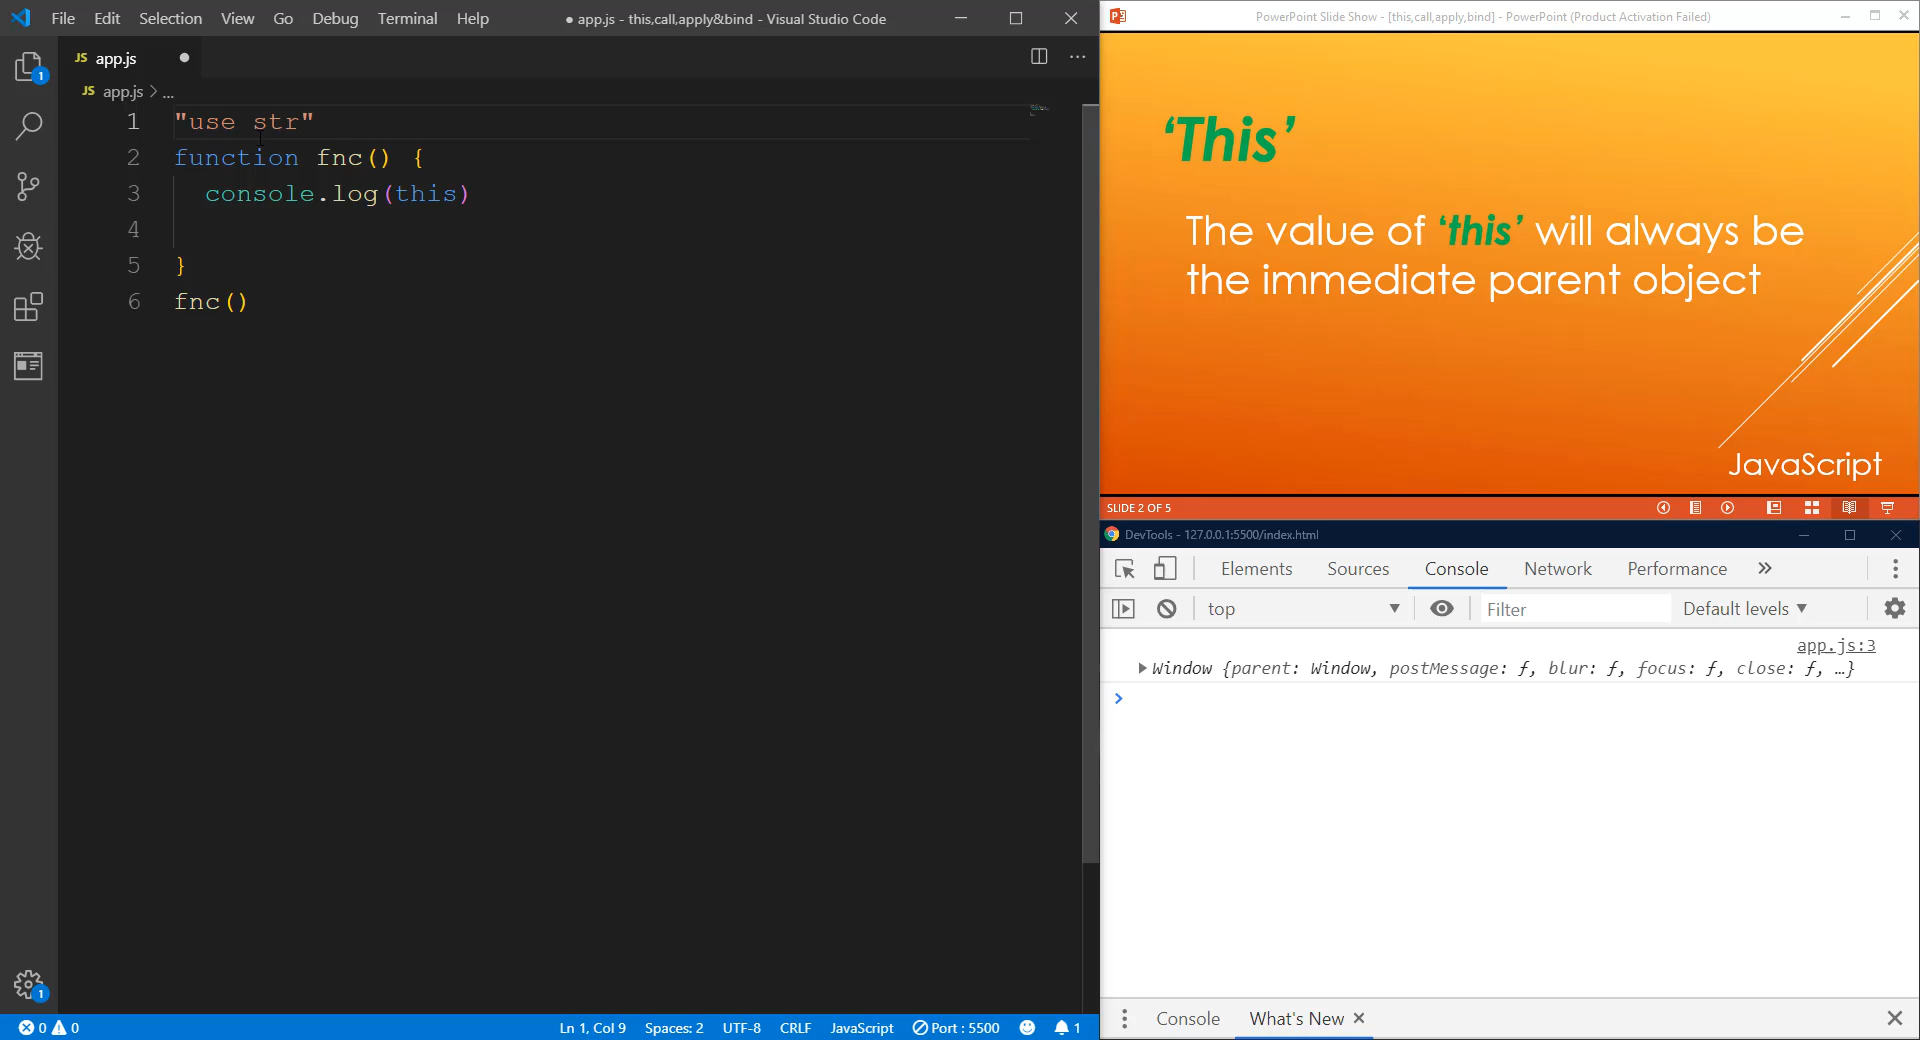 File Edit Selection View Go Debug Terminal Help
● app.js - this,call,apply&bind - Visual Studio Code
JS app.js ●
JS app.js > ...
1 "use str"
2 function fnc() {
3 console.log(this)
4
5 }
6 fnc()
1
1
0 0
Ln 1, Col 9 Spaces: 2 UTF-8 CRLF JavaScript Port : 5500 1
PowerPoint Slide Show - [this,call,apply,bind] - PowerPoint (Product Activation Failed)
‘This’
The value of ‘this’ will always be
the immediate parent object
JavaScript
SLIDE 2 OF 5
DevTools - 127.0.0.1:5500/index.html
Elements Sources Console Network Performance »
top ▼ Filter Default levels ▼
app.js:3
▶Window {parent: Window, postMessage: ƒ, blur: ƒ, focus: ƒ, close: ƒ, …}
>
Console What's New ×